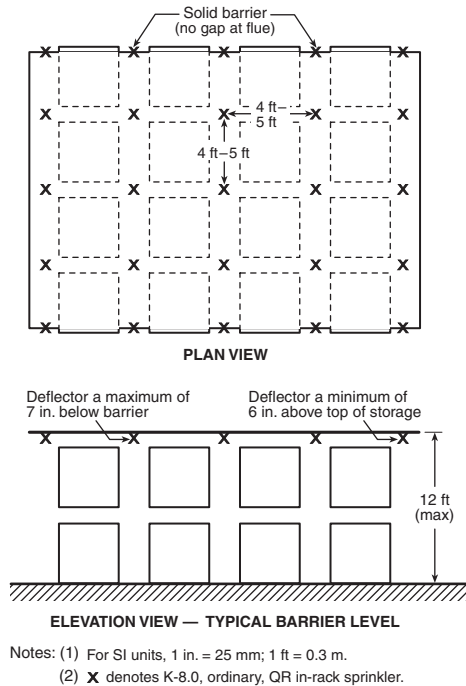 Solid barrier
(no gap at flue)
X X X X X
X X X X X
4 ft–
5 ft
4 ft–5 ft
X X X X X
X X X X X
X X X X X
PLAN VIEW
Deflector a maximum of
7 in. below barrier
Deflector a minimum of
6 in. above top of storage
X X X X X
12 ft
(max)
ELEVATION VIEW — TYPICAL BARRIER LEVEL
Notes: (1) For SI units, 1 in. = 25 mm; 1 ft = 0.3 m.
(2) X denotes K-8.0, ordinary, QR in-rack sprinkler.